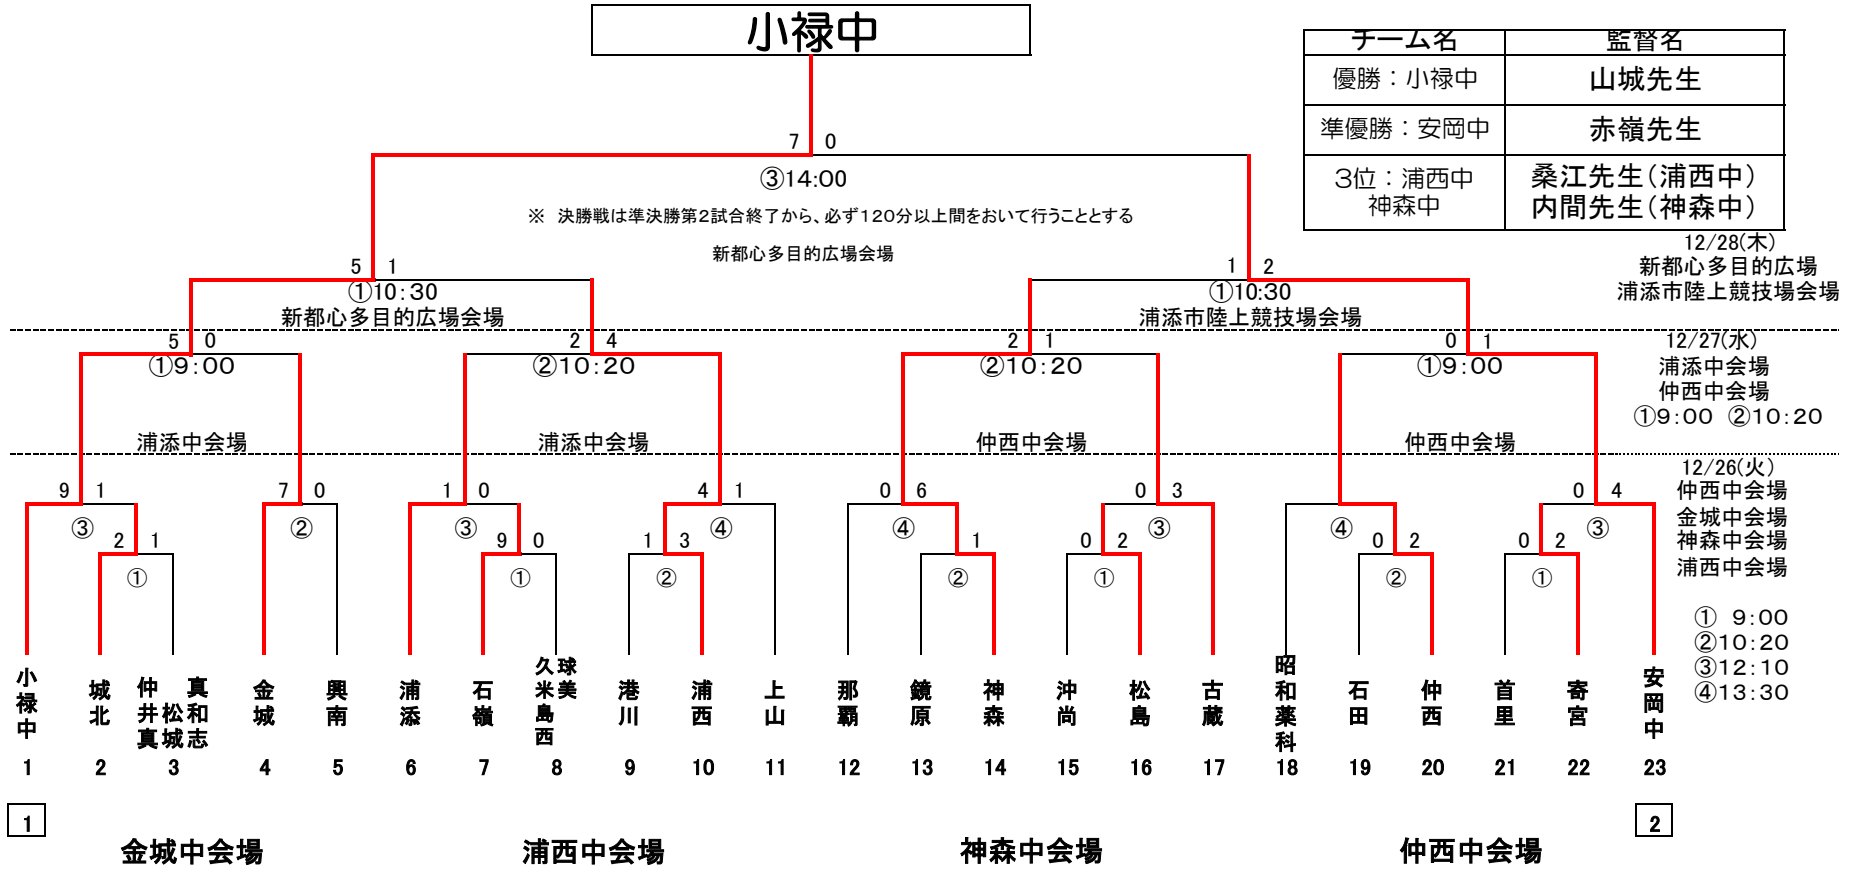 小禄中
チーム名 監督名
優勝：小禄中 山城先生
準優勝：安岡中 赤嶺先生
3位：浦西中 桑江先生（浦西中）
神森中 内間先生（神森中）
7 0
③14:00
※ 決勝戦は準決勝第2試合終了から、必ず120分以上間をおいて行うこととする
新都心多目的広場会場
12/28(木)
新都心多目的広場
浦添市陸上競技場会場
5 1 1 2
①10:30 ①10:30
新都心多目的広場会場 浦添市陸上競技場会場
5 0 2 4 2 1 0 1
①9:00 ②10:20 ②10:20 ①9:00
12/27(水)
浦添中会場
仲西中会場
①9:00 ②10:20
浦添中会場 浦添中会場 仲西中会場 仲西中会場
12/26(火)
仲西中会場
金城中会場
神森中会場
浦西中会場
① 9:00
②10:20
③12:10
④13:30
9 1 7 0 1 0 4 1 0 6 0 3 0 4
③ ② ③ ④ ④ ③ ④ ③
2 1 9 0 1 3 1 0 2 0 2 0 2
① ① ② ② ① ② ①
小禄中
城北
仲井真 松城 真和志
金城
興南
浦添
石嶺
久米島西 球美
港川
浦西
上山
那覇
鏡原
神森
沖尚
松島
古蔵
昭和薬科
石田
仲西
首里
寄宮
安岡中
1 2 3 4 5 6 7 8 9 10 11 12 13 14 15 16 17 18 19 20 21 22 23
1 2
金城中会場 浦西中会場 神森中会場 仲西中会場